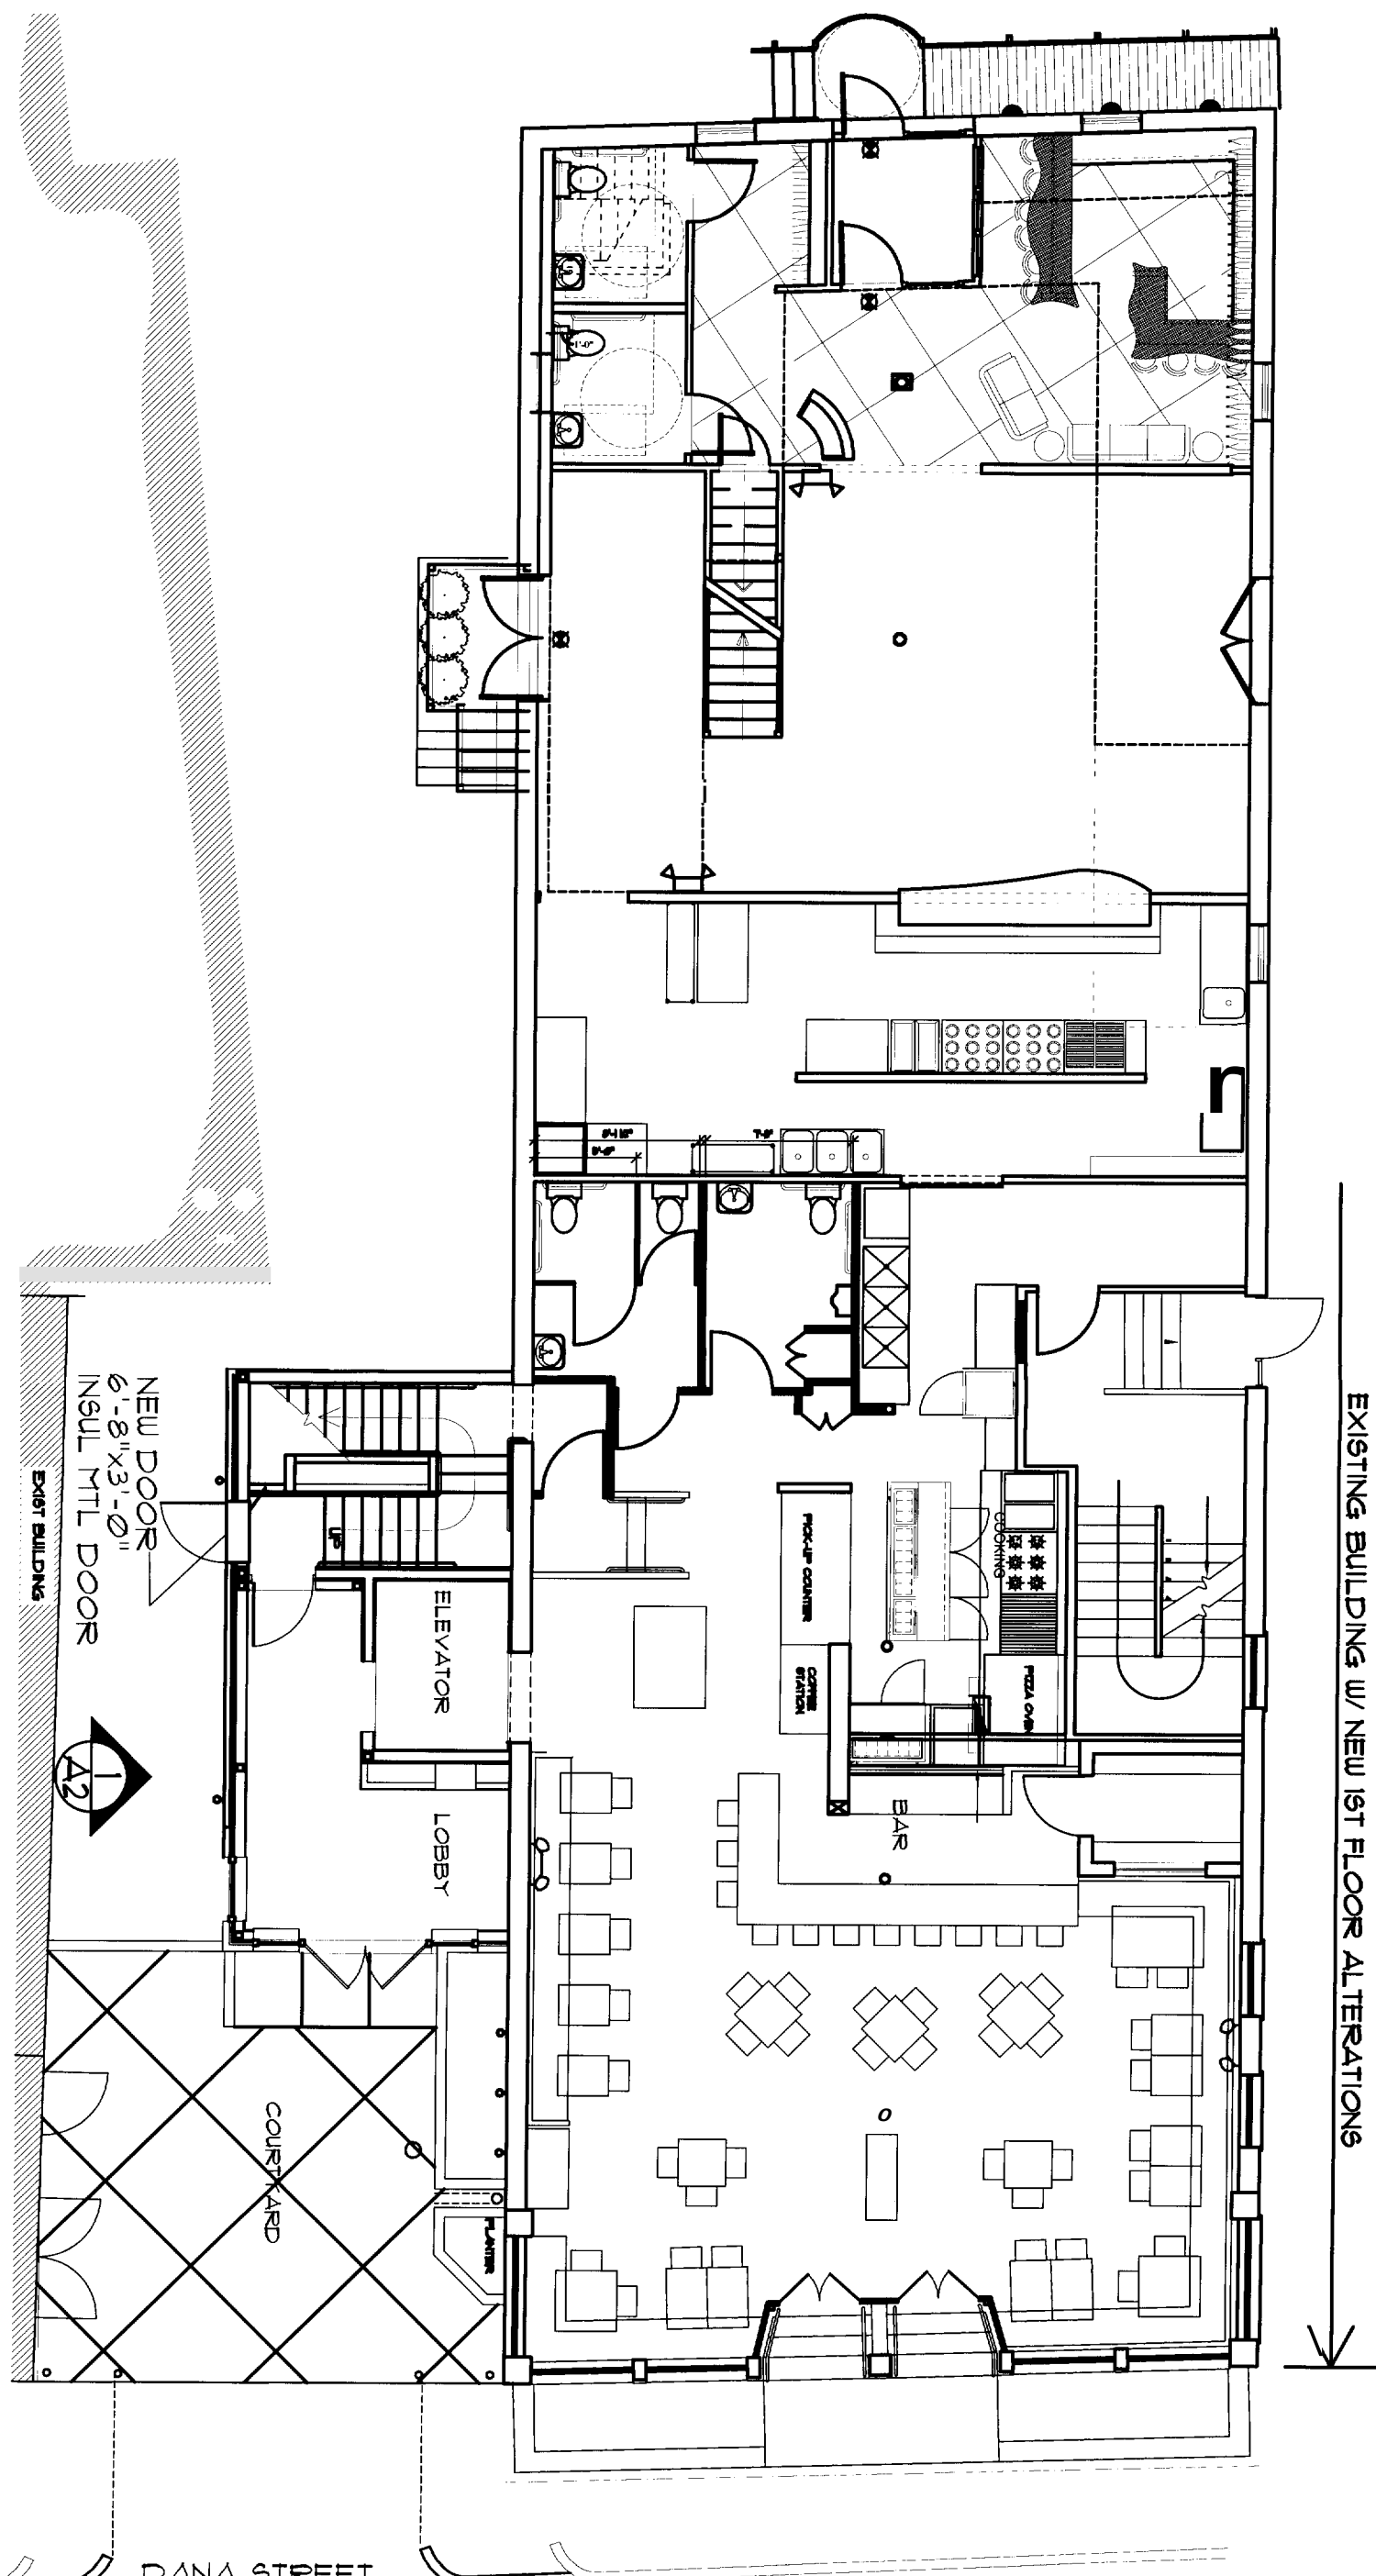 EXISTING BUILDING W/ NEW 1ST FLOOR ALTERATIONS
COOKING
PIZZA OVEN
PICK-UP COUNTER
COFFEE
STATION
BAR
ELEVATOR
LOBBY
UP
NEW DOOR
6'-8"x3'-0"
INSUL MTL DOOR
EXIST BUILDING
1
A2
COURTYARD
PLANTER
DANA STREET